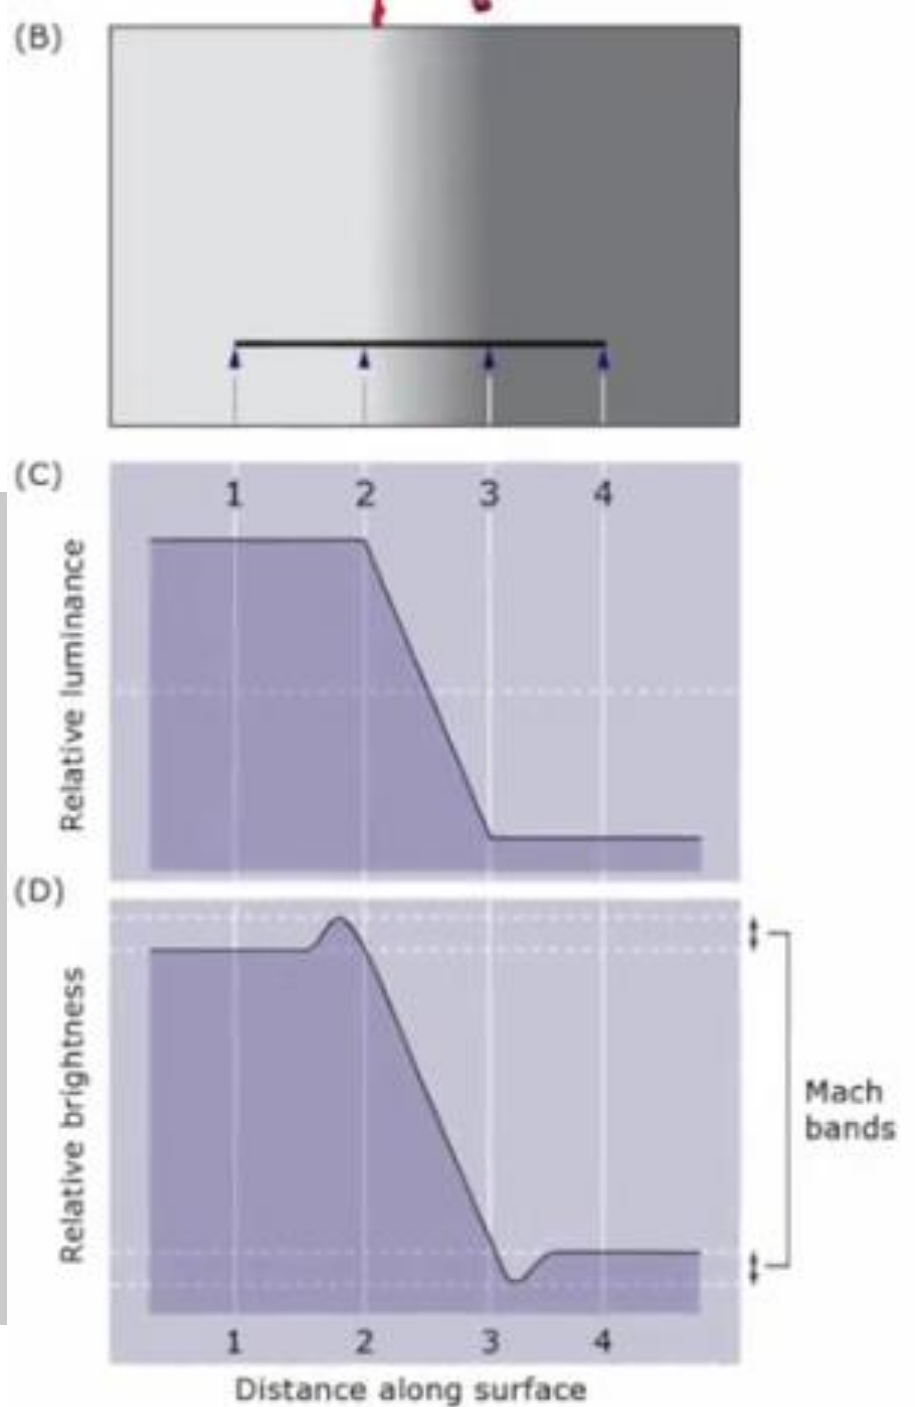 (B)
(C)
1 2 3 4
Relative luminance
(D)
Relative brightness
Mach
bands
1 2 3 4
Distance along surface